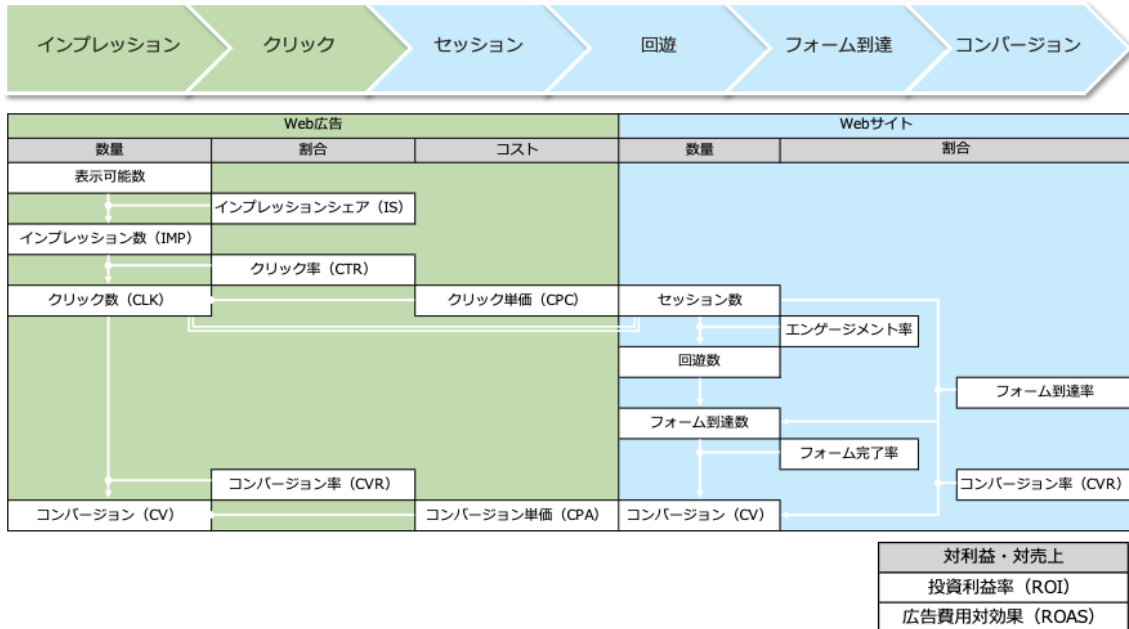 インプレッション
クリック
セッション
回遊
フォーム到達
コンバージョン
Web広告
Webサイト
数量
割合
コスト
数量
割合
表示可能数
インプレッションシェア（IS）
インプレッション数（IMP）
クリック率（CTR）
クリック数（CLK）
クリック単価（CPC）
セッション数
エンゲージメント率
回遊数
フォーム到達率
フォーム到達数
フォーム完了率
コンバージョン率（CVR）
コンバージョン率（CVR）
コンバージョン（CV）
コンバージョン単価（CPA）
コンバージョン（CV）
対利益・対売上
投資利益率（ROI）
広告費用対効果（ROAS）